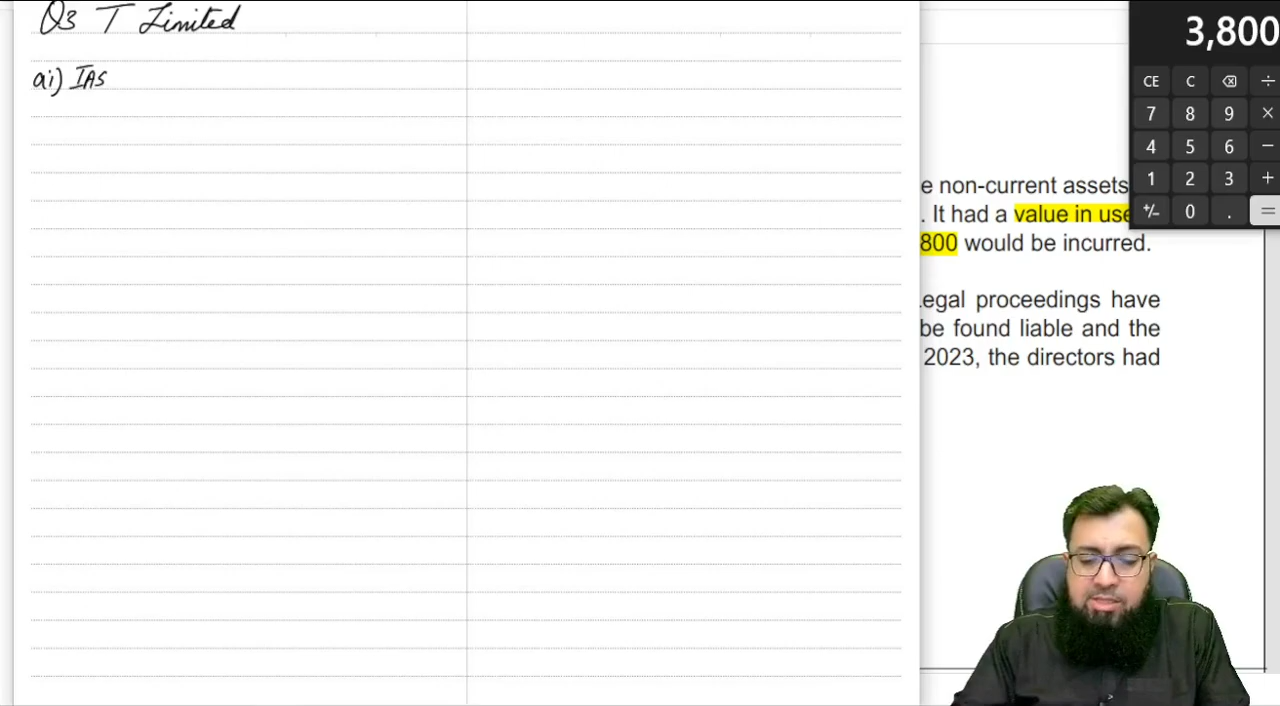 Q3 T Limited
ai) IAS
3,800
CE C ⌫ ÷
7 8 9 ×
4 5 6 −
1 2 3 +
+/- 0 . =
e non-current assets
. It had a value in use
800 would be incurred.
Legal proceedings have
be found liable and the
2023, the directors had